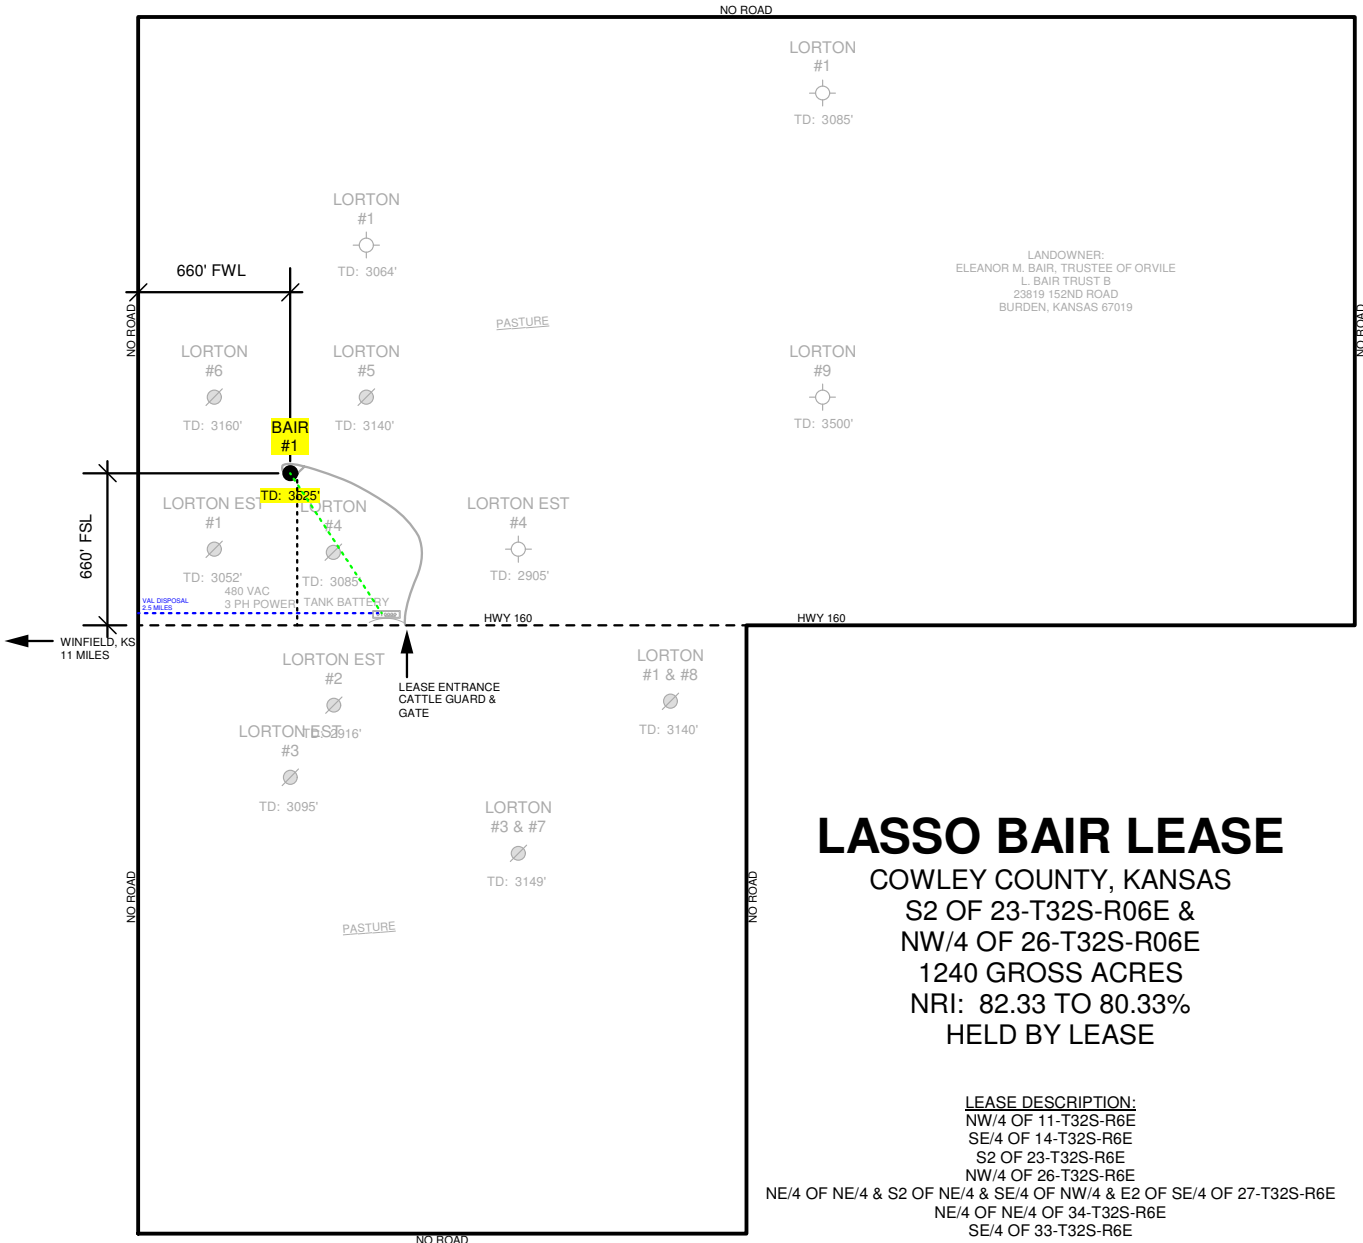 NO ROAD
LORTON
#1
TD: 3085'
LORTON
#1
TD: 3064'
660' FWL
LANDOWNER:
ELEANOR M. BAIR, TRUSTEE OF ORVILE
L. BAIR TRUST B
23819 152ND ROAD
BURDEN, KANSAS 67019
NO ROAD
NO ROAD
PASTURE
LORTON
#6
TD: 3160'
LORTON
#5
TD: 3140'
LORTON
#9
TD: 3500'
BAIR
#1
TD: 3525'
660' FSL
LORTON EST
#1
TD: 3052'
LORTON
#4
TD: 3085'
LORTON EST
#4
TD: 2905'
480 VAC
3 PH POWER
TANK BATTERY
VAL DISPOSAL
2.5 MILES
HWY 160
HWY 160
WINFIELD, KS
11 MILES
LEASE ENTRANCE
CATTLE GUARD &
GATE
LORTON EST
#2
TD: 2916'
LORTON
#1 & #8
TD: 3140'
LORTON EST
#3
TD: 3095'
LORTON
#3 & #7
TD: 3149'
NO ROAD
NO ROAD
PASTURE
NO ROAD
LASSO BAIR LEASE
COWLEY COUNTY, KANSAS
S2 OF 23-T32S-R06E &
NW/4 OF 26-T32S-R06E
1240 GROSS ACRES
NRI: 82.33 TO 80.33%
HELD BY LEASE
LEASE DESCRIPTION:
NW/4 OF 11-T32S-R6E
SE/4 OF 14-T32S-R6E
S2 OF 23-T32S-R6E
NW/4 OF 26-T32S-R6E
NE/4 OF NE/4 & S2 OF NE/4 & SE/4 OF NW/4 & E2 OF SE/4 OF 27-T32S-R6E
NE/4 OF NE/4 OF 34-T32S-R6E
SE/4 OF 33-T32S-R6E